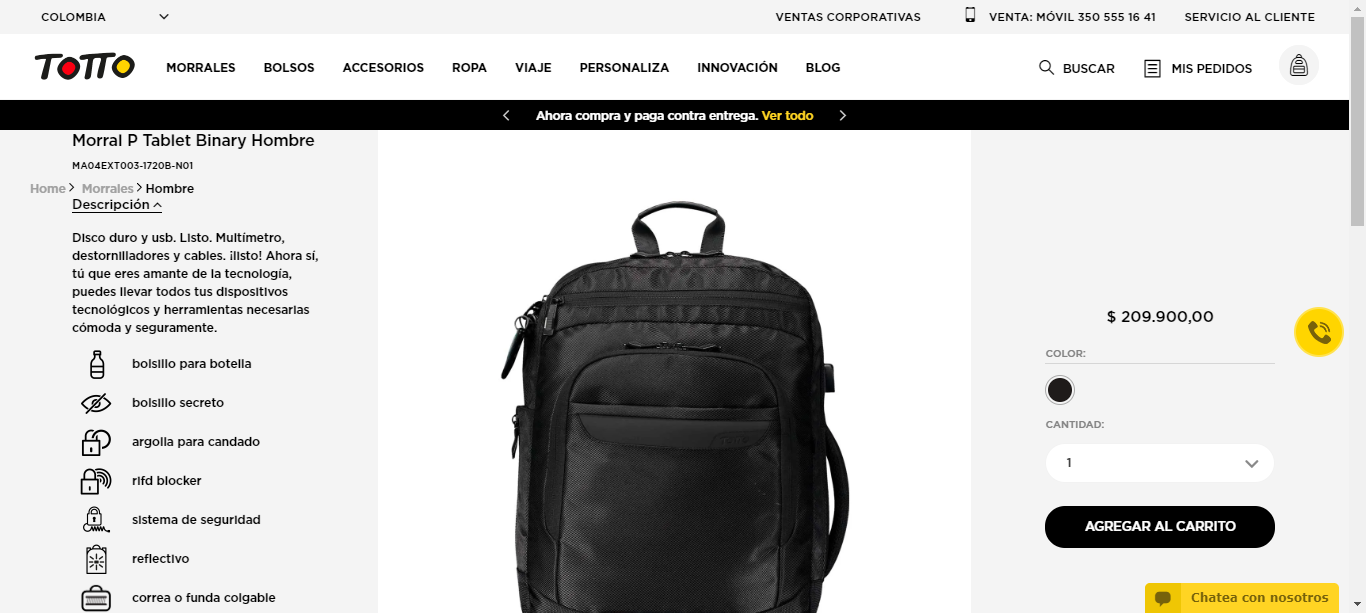 COLOMBIA
VENTAS CORPORATIVAS
VENTA: MÓVIL 350 555 16 41
SERVICIO AL CLIENTE
TOTTO
MORRALES
BOLSOS
ACCESORIOS
ROPA
VIAJE
PERSONALIZA
INNOVACIÓN
BLOG
BUSCAR
MIS PEDIDOS
Ahora compra y paga contra entrega. Ver todo
Morral P Tablet Binary Hombre
MA04EXT003-1720B-N01
Home > Morrales > Hombre
Descripción
Disco duro y usb. Listo. Multímetro,
destornilladores y cables. ¡listo! Ahora sí,
tú que eres amante de la tecnología,
puedes llevar todos tus dispositivos
tecnológicos y herramientas necesarias
cómoda y seguramente.
bolsillo para botella
bolsillo secreto
argolla para candado
rifd blocker
sistema de seguridad
reflectivo
correa o funda colgable
TOTTO
$ 209.900,00
COLOR:
CANTIDAD:
1
AGREGAR AL CARRITO
Chatea con nosotros